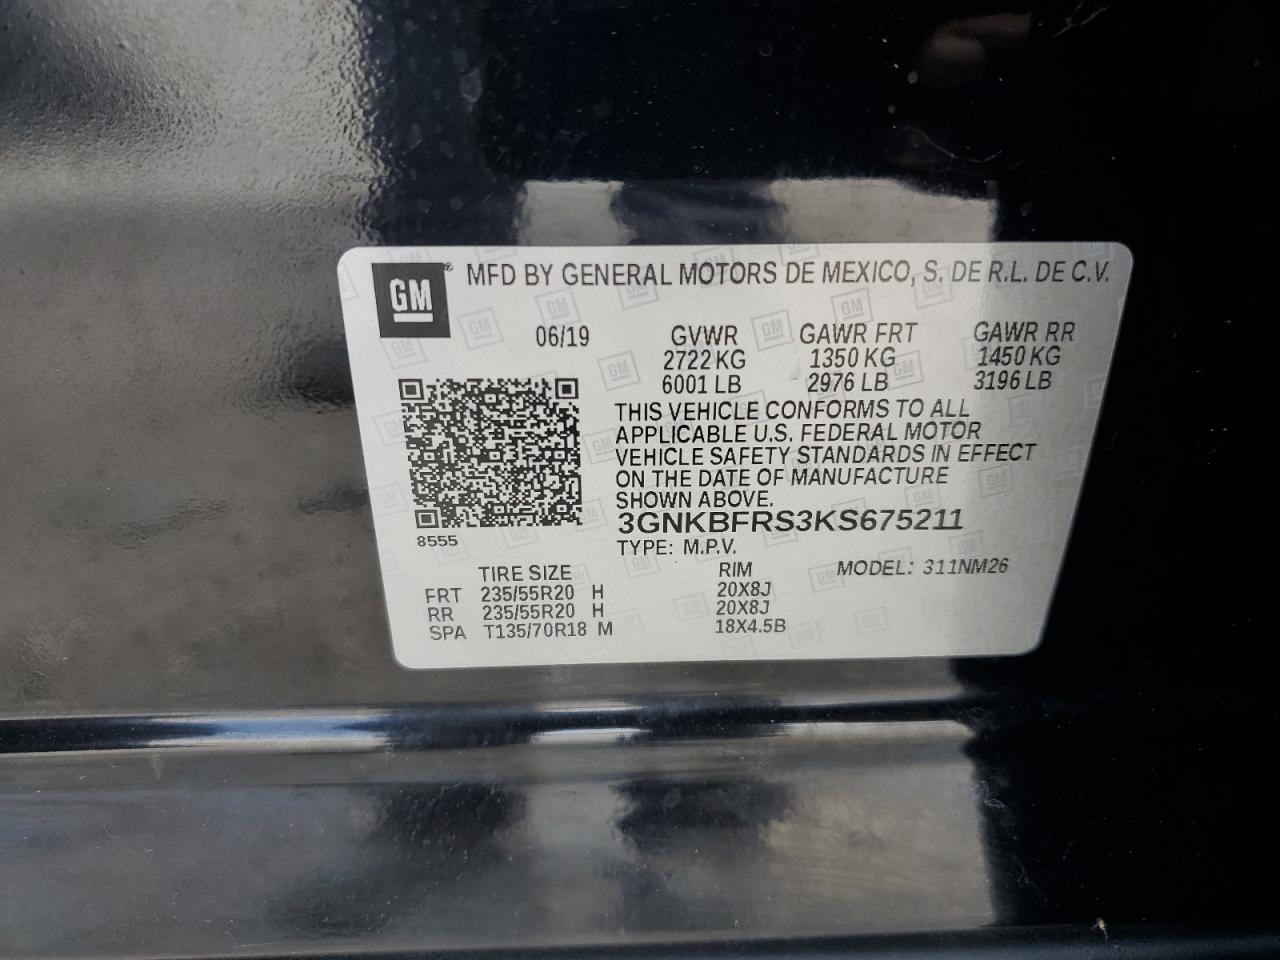 GM® MFD BY GENERAL MOTORS DE MEXICO, S. DE R.L. DE C.V.
06/19 GVWR GAWR FRT GAWR RR
2722 KG 1350 KG 1450 KG
6001 LB 2976 LB 3196 LB
THIS VEHICLE CONFORMS TO ALL
APPLICABLE U.S. FEDERAL MOTOR
VEHICLE SAFETY STANDARDS IN EFFECT
ON THE DATE OF MANUFACTURE
SHOWN ABOVE.
3GNKBFRS3KS675211
8555
TYPE: M.P.V.
TIRE SIZE RIM MODEL: 311NM26
FRT 235/55R20 H 20X8J
RR 235/55R20 H 20X8J
SPA T135/70R18 M 18X4.5B